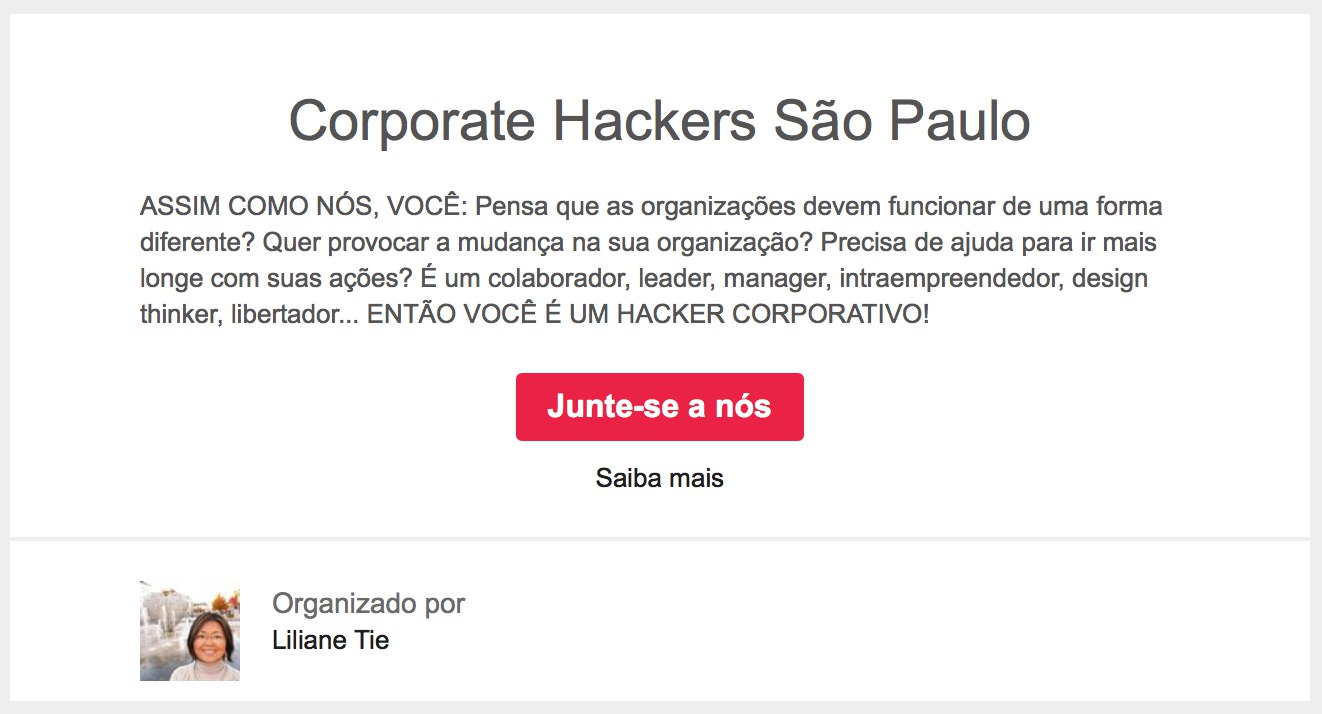 Corporate Hackers São Paulo
ASSIM COMO NÓS, VOCÊ: Pensa que as organizações devem funcionar de uma forma
diferente? Quer provocar a mudança na sua organização? Precisa de ajuda para ir mais
longe com suas ações? É um colaborador, leader, manager, intraempreendedor, design
thinker, libertador... ENTÃO VOCÊ É UM HACKER CORPORATIVO!
Junte-se a nós
Saiba mais
Organizado por
Liliane Tie